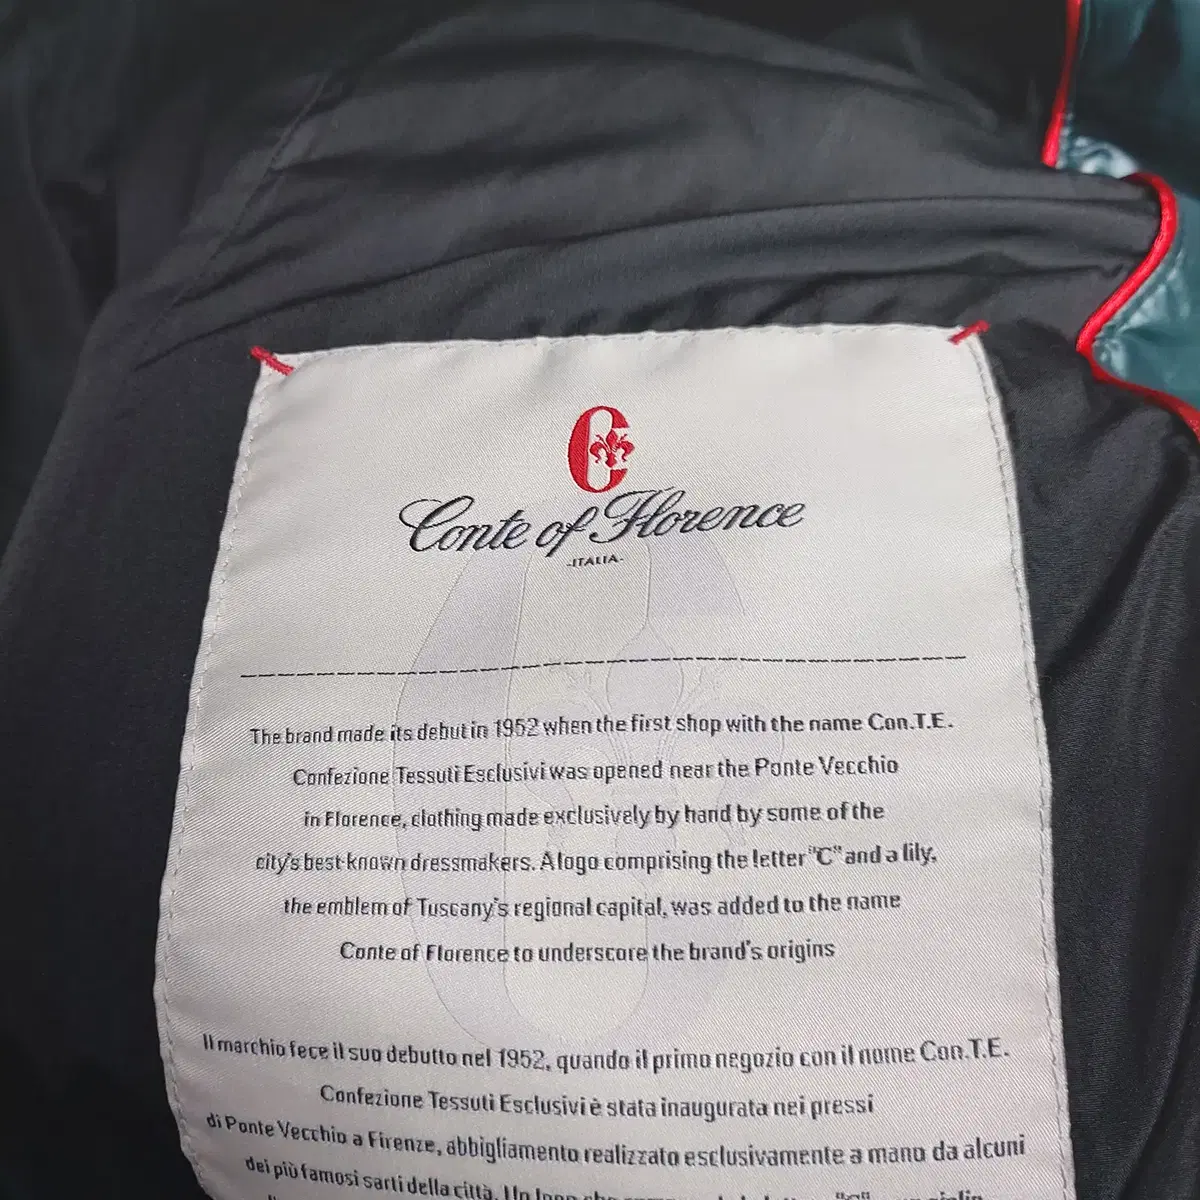 C
Conte of Florence
-ITALIA-
The brand made its debut in 1952 when the first shop with the name Con.T.E.
Confezione Tessuti Esclusivi was opened near the Ponte Vecchio
in Florence, clothing made exclusively by hand by some of the
city's best-known dressmakers. A logo comprising the letter "C" and a lily,
the emblem of Tuscany's regional capital, was added to the name
Conte of Florence to underscore the brand's origins
Il marchio fece il suo debutto nel 1952, quando il primo negozio con il nome Con.T.E.
Confezione Tessuti Esclusivi è stata inaugurata nei pressi
di Ponte Vecchio a Firenze, abbigliamento realizzato esclusivamente a mano da alcuni
dei più famosi sarti della città. Un logo che